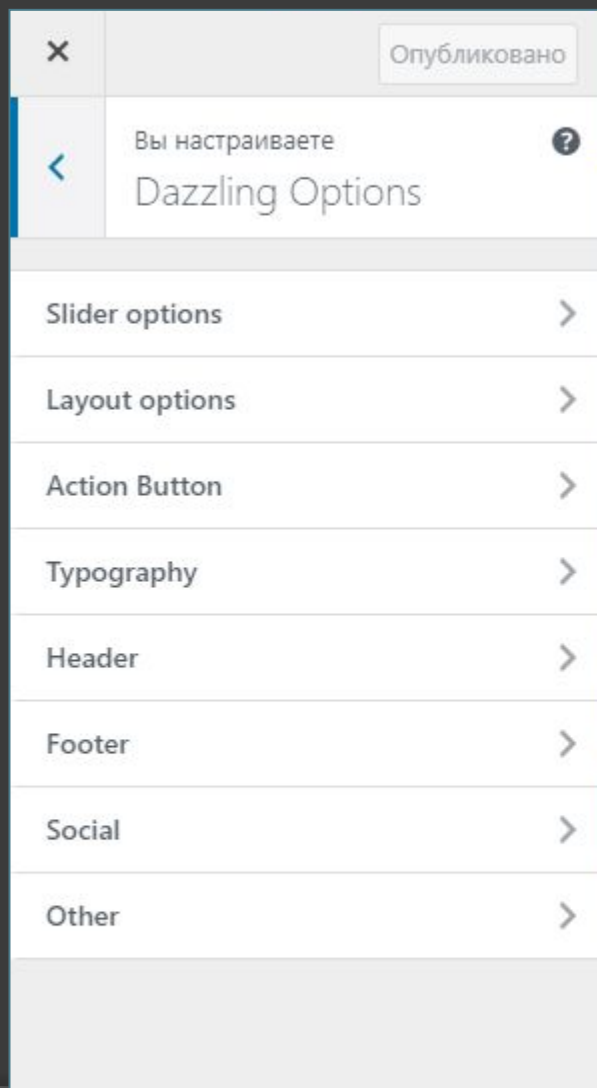 Опубликовано
Вы настраиваете
Dazzling Options
Slider options
Layout options
Action Button
Typography
Header
Footer
Social
Other